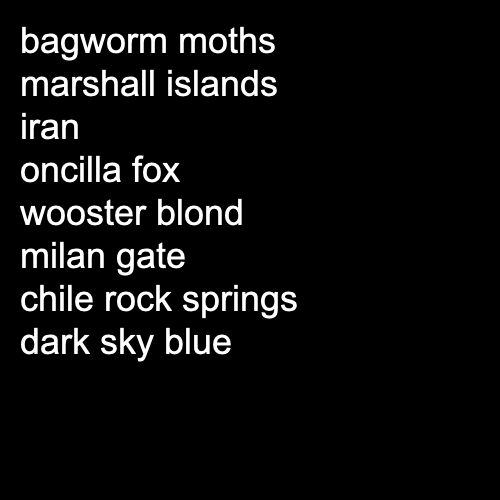 bagworm moths
marshall islands
iran
oncilla fox
wooster blond
milan gate
chile rock springs
dark sky blue